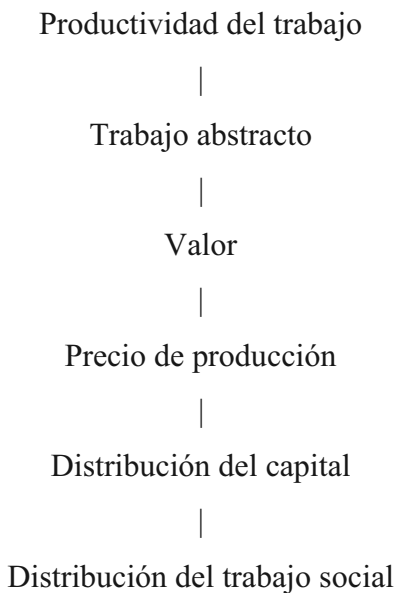 Productividad del trabajo
|
Trabajo abstracto
|
Valor
|
Precio de producción
|
Distribución del capital
|
Distribución del trabajo social